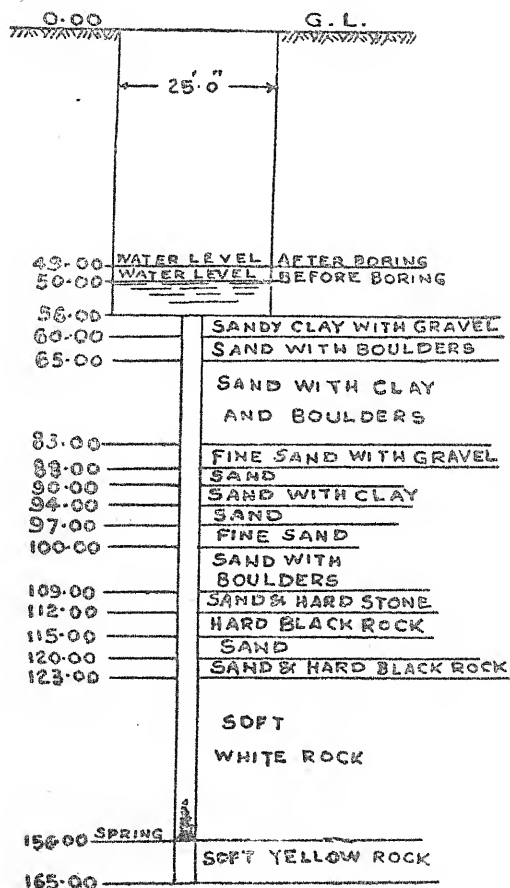 0.00 G.L.
25'.0"
49.00 WATER LEVEL AFTER BORING
50.00 WATER LEVEL BEFORE BORING
56.00
SANDY CLAY WITH GRAVEL
60.00
SAND WITH BOULDERS
65.00
SAND WITH CLAY
AND BOULDERS
83.00
FINE SAND WITH GRAVEL
88.00
SAND
90.00
SAND WITH CLAY
94.00
SAND
97.00
FINE SAND
100.00
SAND WITH
BOULDERS
109.00
SAND & HARD STONE
112.00
HARD BLACK ROCK
115.00
SAND
120.00
SAND & HARD BLACK ROCK
123.00
SOFT
WHITE ROCK
156.00 SPRING
SOFT YELLOW ROCK
165.00